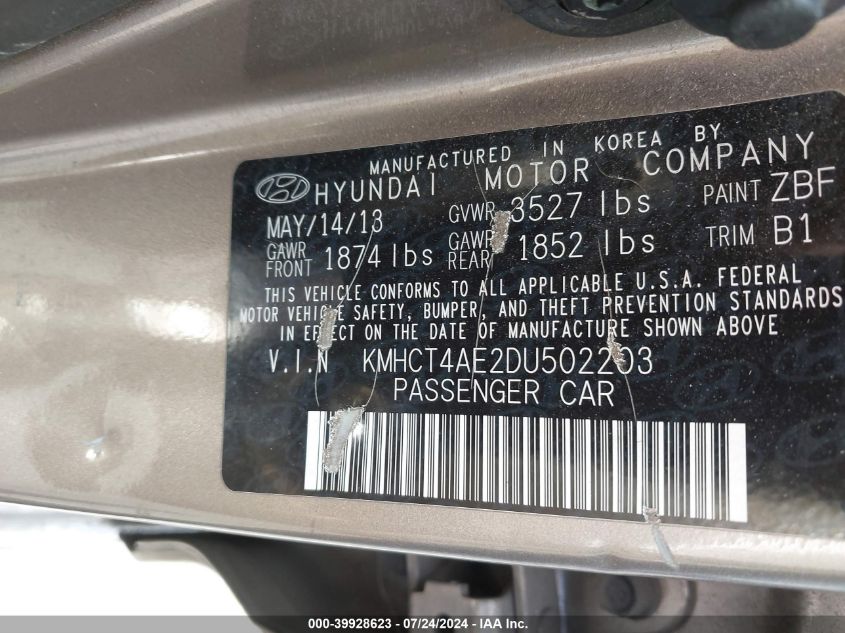 MANUFACTURED IN KOREA BY
HYUNDAI MOTOR COMPANY
MAY/14/13 GVWR 3527 lbs PAINT ZBF
GAWR FRONT 1874 lbs GAWR REAR 1852 lbs TRIM B1
THIS VEHICLE CONFORMS TO ALL APPLICABLE U.S.A. FEDERAL
MOTOR VEHICLE SAFETY, BUMPER, AND THEFT PREVENTION STANDARDS
IN EFFECT ON THE DATE OF MANUFACTURE SHOWN ABOVE
V.I.N KMHCT4AE2DU502203
PASSENGER CAR
000-39928623 - 07/24/2024 - IAA Inc.